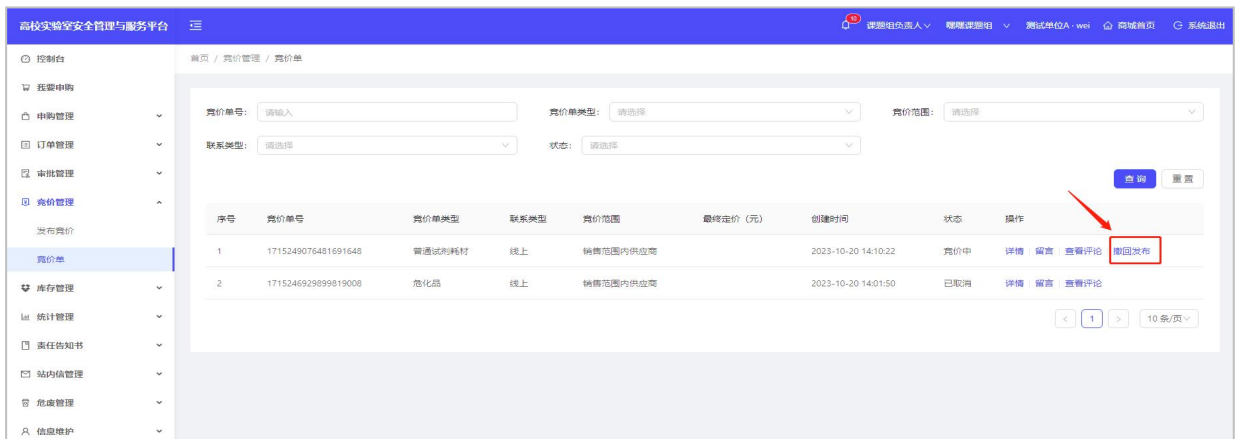 高校实验室安全管理与服务平台
10
课题组负责人 嘿嘿课题组 测试单位A·wei 商城首页 系统退出
控制台
我要申购
申购管理
订单管理
审批管理
竞价管理
发布竞价
竞价单
库存管理
统计管理
责任告知书
站内信管理
危废管理
信息维护
首页 / 竞价管理 / 竞价单
竞价单号: 请输入 竞价单类型: 请选择 竞价范围: 请选择
联系类型: 请选择 状态: 请选择
查询 重置
序号 竞价单号 竞价单类型 联系类型 竞价范围 最终定价（元） 创建时间 状态 操作
1 1715249076481691648 普通试剂耗材 线上 销售范围内供应商 2023-10-20 14:10:22 竞价中 详情 留言 查看评论 撤回发布
2 1715246929899819008 危化品 线上 销售范围内供应商 2023-10-20 14:01:50 已取消 详情 留言 查看评论
< 1 > 10 条/页